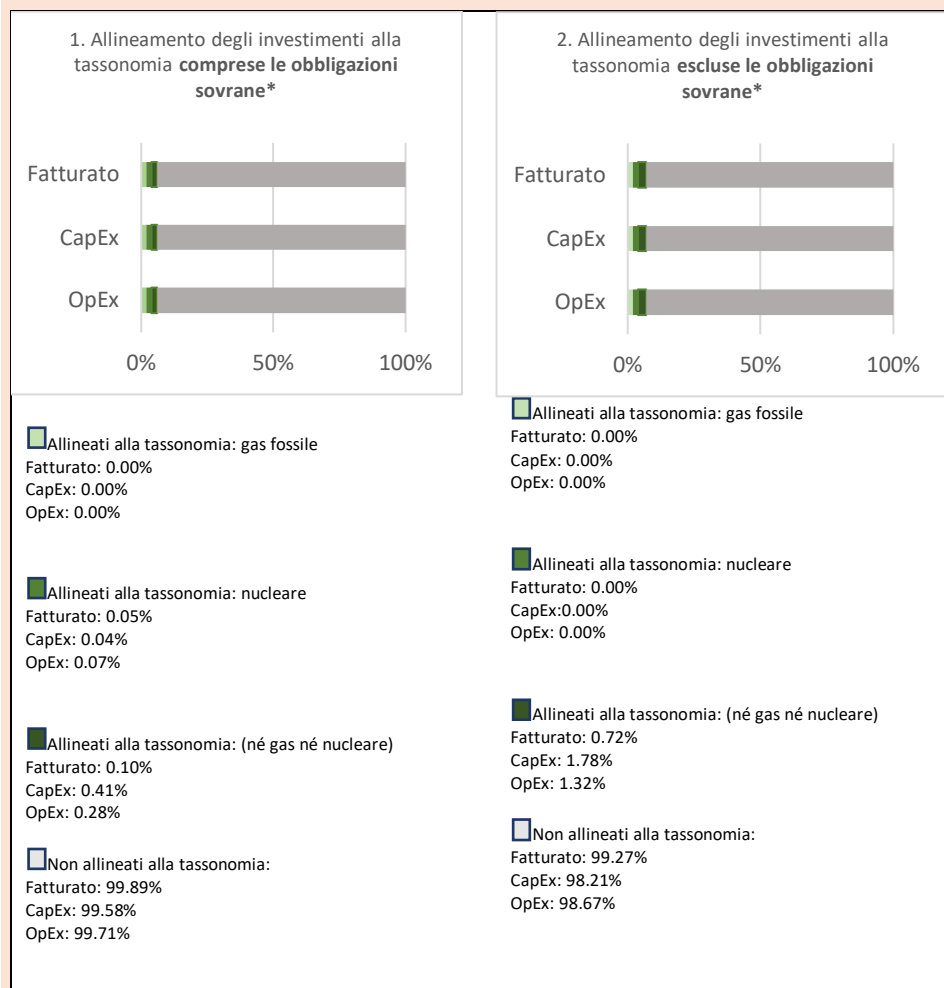 1. Allineamento degli investimenti alla
tassonomia comprese le obbligazioni
sovrane*
Fatturato
CapEx
OpEx
0%
50%
100%
Allineati alla tassonomia: gas fossile
Fatturato: 0.00%
CapEx: 0.00%
OpEx: 0.00%
Allineati alla tassonomia: nucleare
Fatturato: 0.05%
CapEx: 0.04%
OpEx: 0.07%
Allineati alla tassonomia: (né gas né nucleare)
Fatturato: 0.10%
CapEx: 0.41%
OpEx: 0.28%
Non allineati alla tassonomia:
Fatturato: 99.89%
CapEx: 99.58%
OpEx: 99.71%
2. Allineamento degli investimenti alla
tassonomia escluse le obbligazioni
sovrane*
Fatturato
CapEx
OpEx
0%
50%
100%
Allineati alla tassonomia: gas fossile
Fatturato: 0.00%
CapEx: 0.00%
OpEx: 0.00%
Allineati alla tassonomia: nucleare
Fatturato: 0.00%
CapEx:0.00%
OpEx: 0.00%
Allineati alla tassonomia: (né gas né nucleare)
Fatturato: 0.72%
CapEx: 1.78%
OpEx: 1.32%
Non allineati alla tassonomia:
Fatturato: 99.27%
CapEx: 98.21%
OpEx: 98.67%